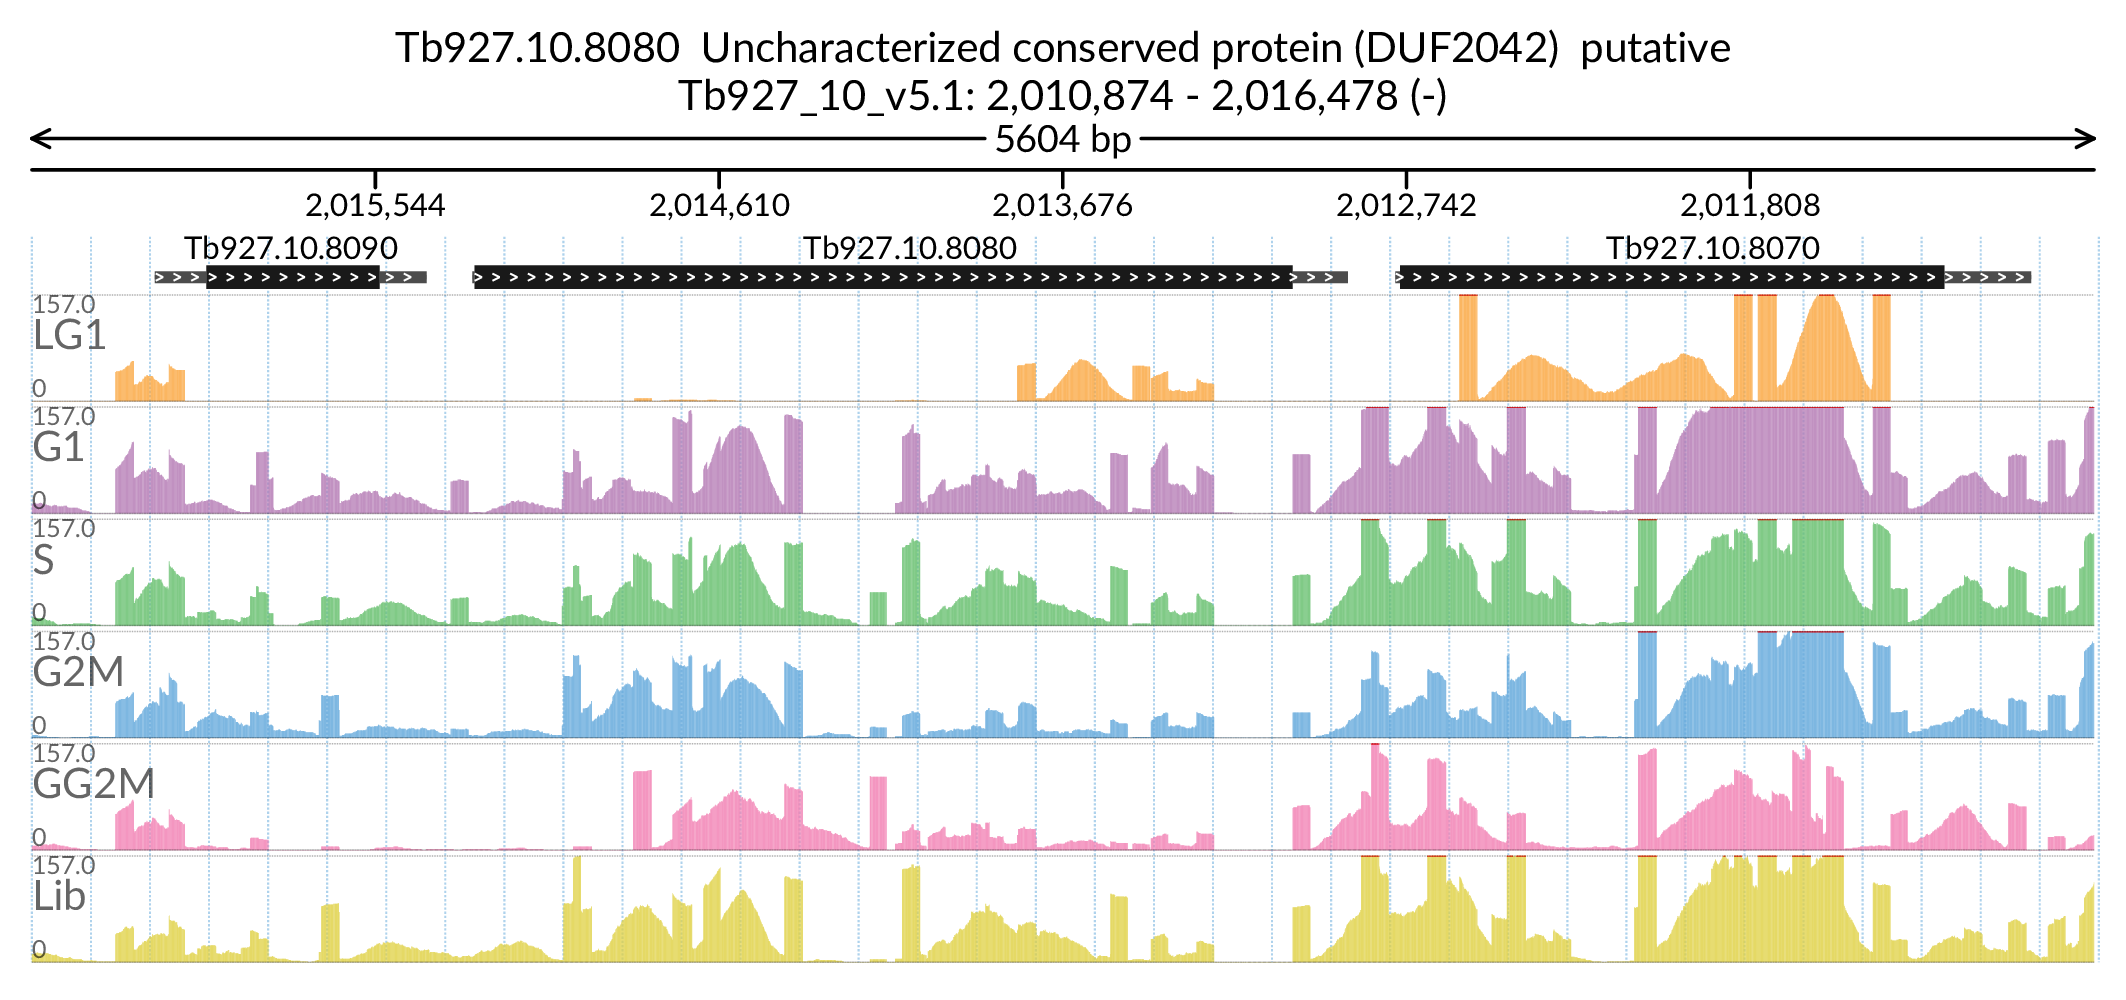 Tb927.10.8080  Uncharacterized conserved protein (DUF2042)  putative
Tb927_10_v5.1: 2,010,874 - 2,016,478 (-)
5604 bp
2,015,544 2,014,610 2,013,676 2,012,742 2,011,808
Tb927.10.8090 Tb927.10.8080 Tb927.10.8070
157.0
LG1
0
157.0
G1
0
157.0
S
0
157.0
G2M
0
157.0
GG2M
0
157.0
Lib
0